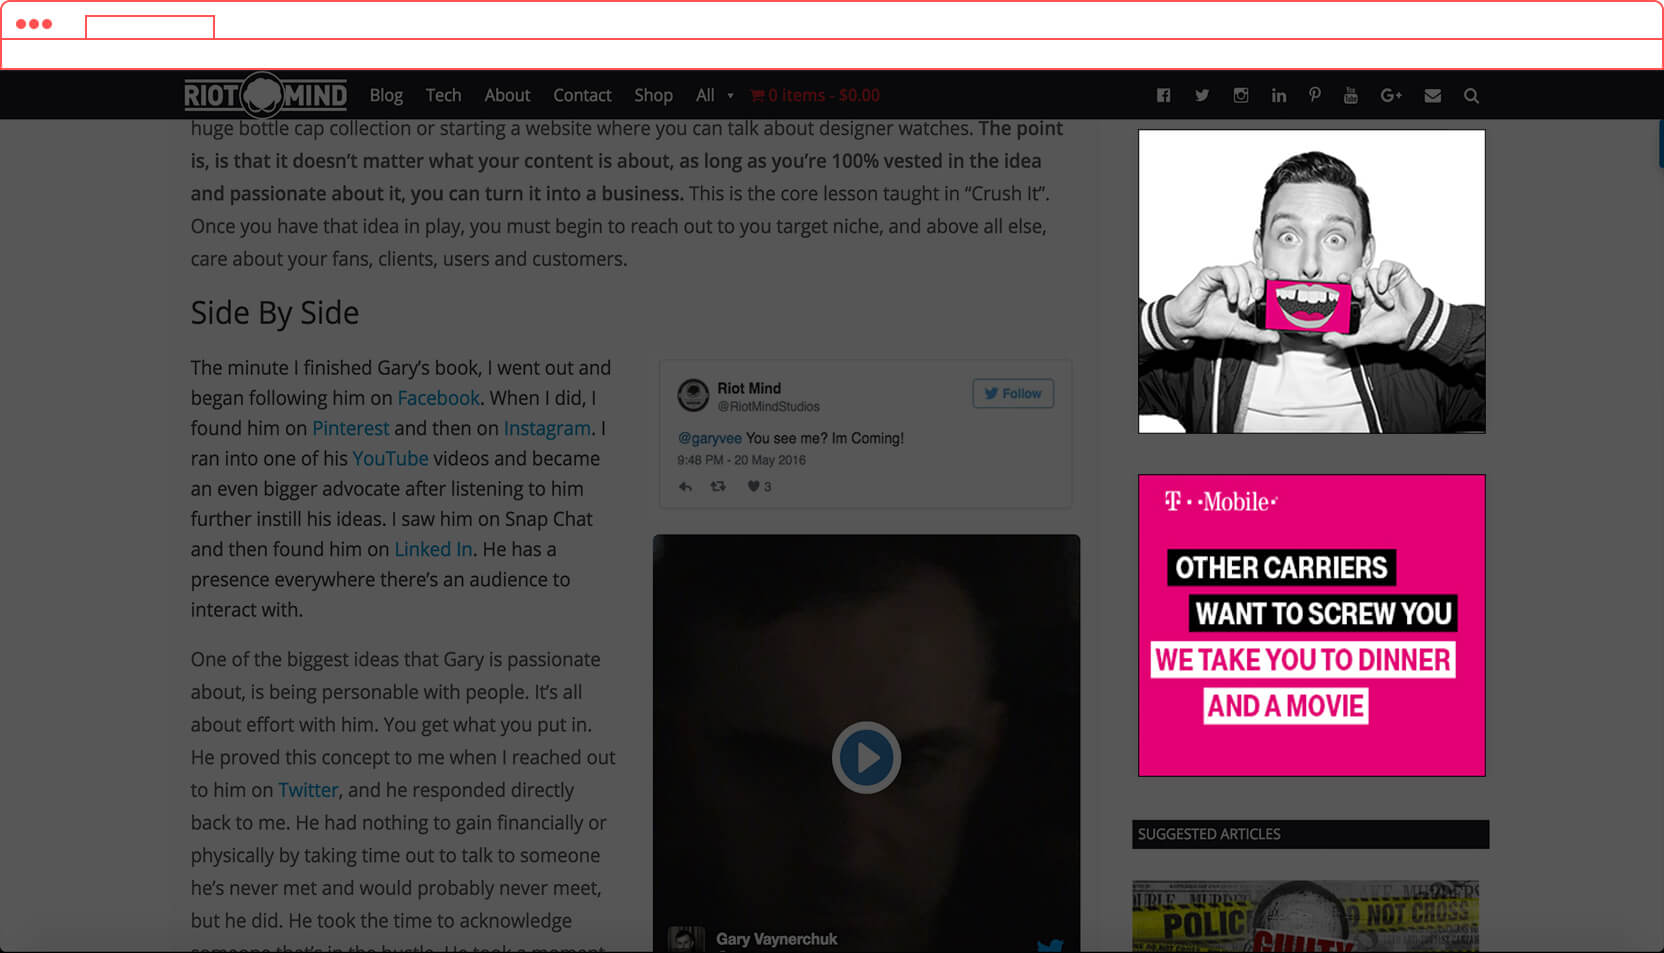 RIOT MIND
Blog Tech About Contact Shop All 0 items - $0.00
huge bottle cap collection or starting a website where you can talk about designer watches. The point
is, is that it doesn’t matter what your content is about, as long as you’re 100% vested in the idea
and passionate about it, you can turn it into a business. This is the core lesson taught in “Crush It”.
Once you have that idea in play, you must begin to reach out to you target niche, and above all else,
care about your fans, clients, users and customers.
Side By Side
The minute I finished Gary’s book, I went out and
began following him on Facebook. When I did, I
found him on Pinterest and then on Instagram. I
ran into one of his YouTube videos and became
an even bigger advocate after listening to him
further instill his ideas. I saw him on Snap Chat
and then found him on Linked In. He has a
presence everywhere there’s an audience to
interact with.
One of the biggest ideas that Gary is passionate
about, is being personable with people. It’s all
about effort with him. You get what you put in.
He proved this concept to me when I reached out
to him on Twitter, and he responded directly
back to me. He had nothing to gain financially or
physically by taking time out to talk to someone
he’s never met and would probably never meet,
but he did. He took the time to acknowledge
someone that’s in the hustle. He took a moment
Riot Mind
@RiotMindStudios
Follow
@garyvee You see me? Im Coming!
9:48 PM - 20 May 2016
3
Gary Vaynerchuk
T··Mobile·
OTHER CARRIERS
WANT TO SCREW YOU
WE TAKE YOU TO DINNER
AND A MOVIE
SUGGESTED ARTICLES
POLIC
NOT CROSS
GUILTY